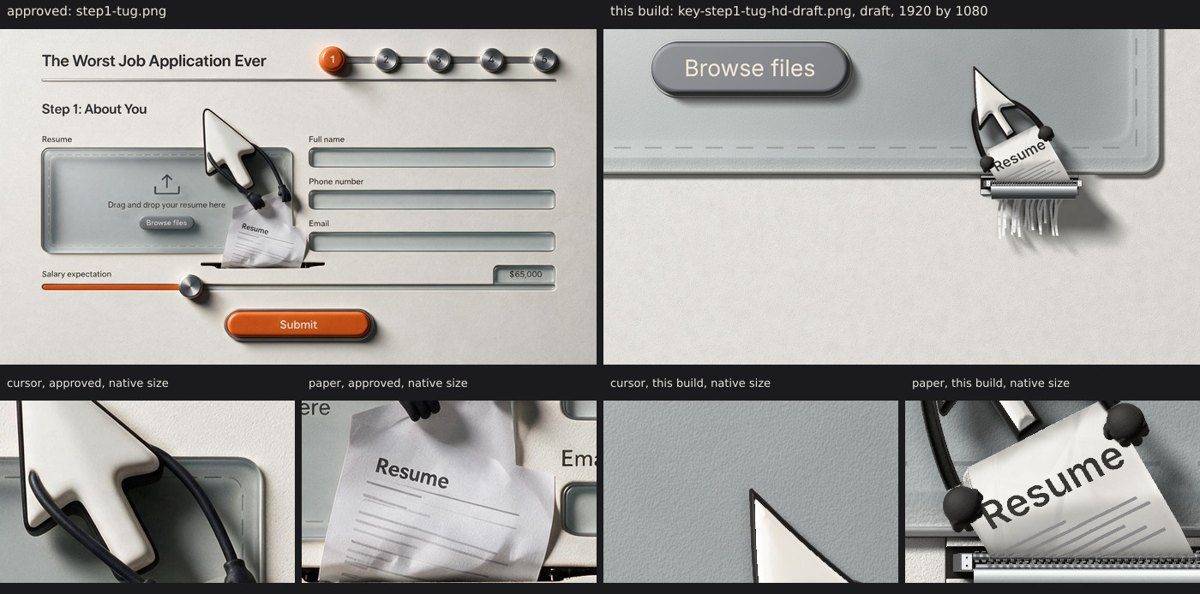 approved: step1-tug.png
this build: key-step1-tug-hd-draft.png, draft, 1920 by 1080
The Worst Job Application Ever
1 2 3 4 5
Step 1: About You
Resume
Drag and drop your resume here
Browse files
Resume
Full name
Phone number
Email
Salary expectation
$65,000
Submit
Browse files
Resume
cursor, approved, native size
paper, approved, native size
cursor, this build, native size
paper, this build, native size
ere
Resume
Ema
Resume